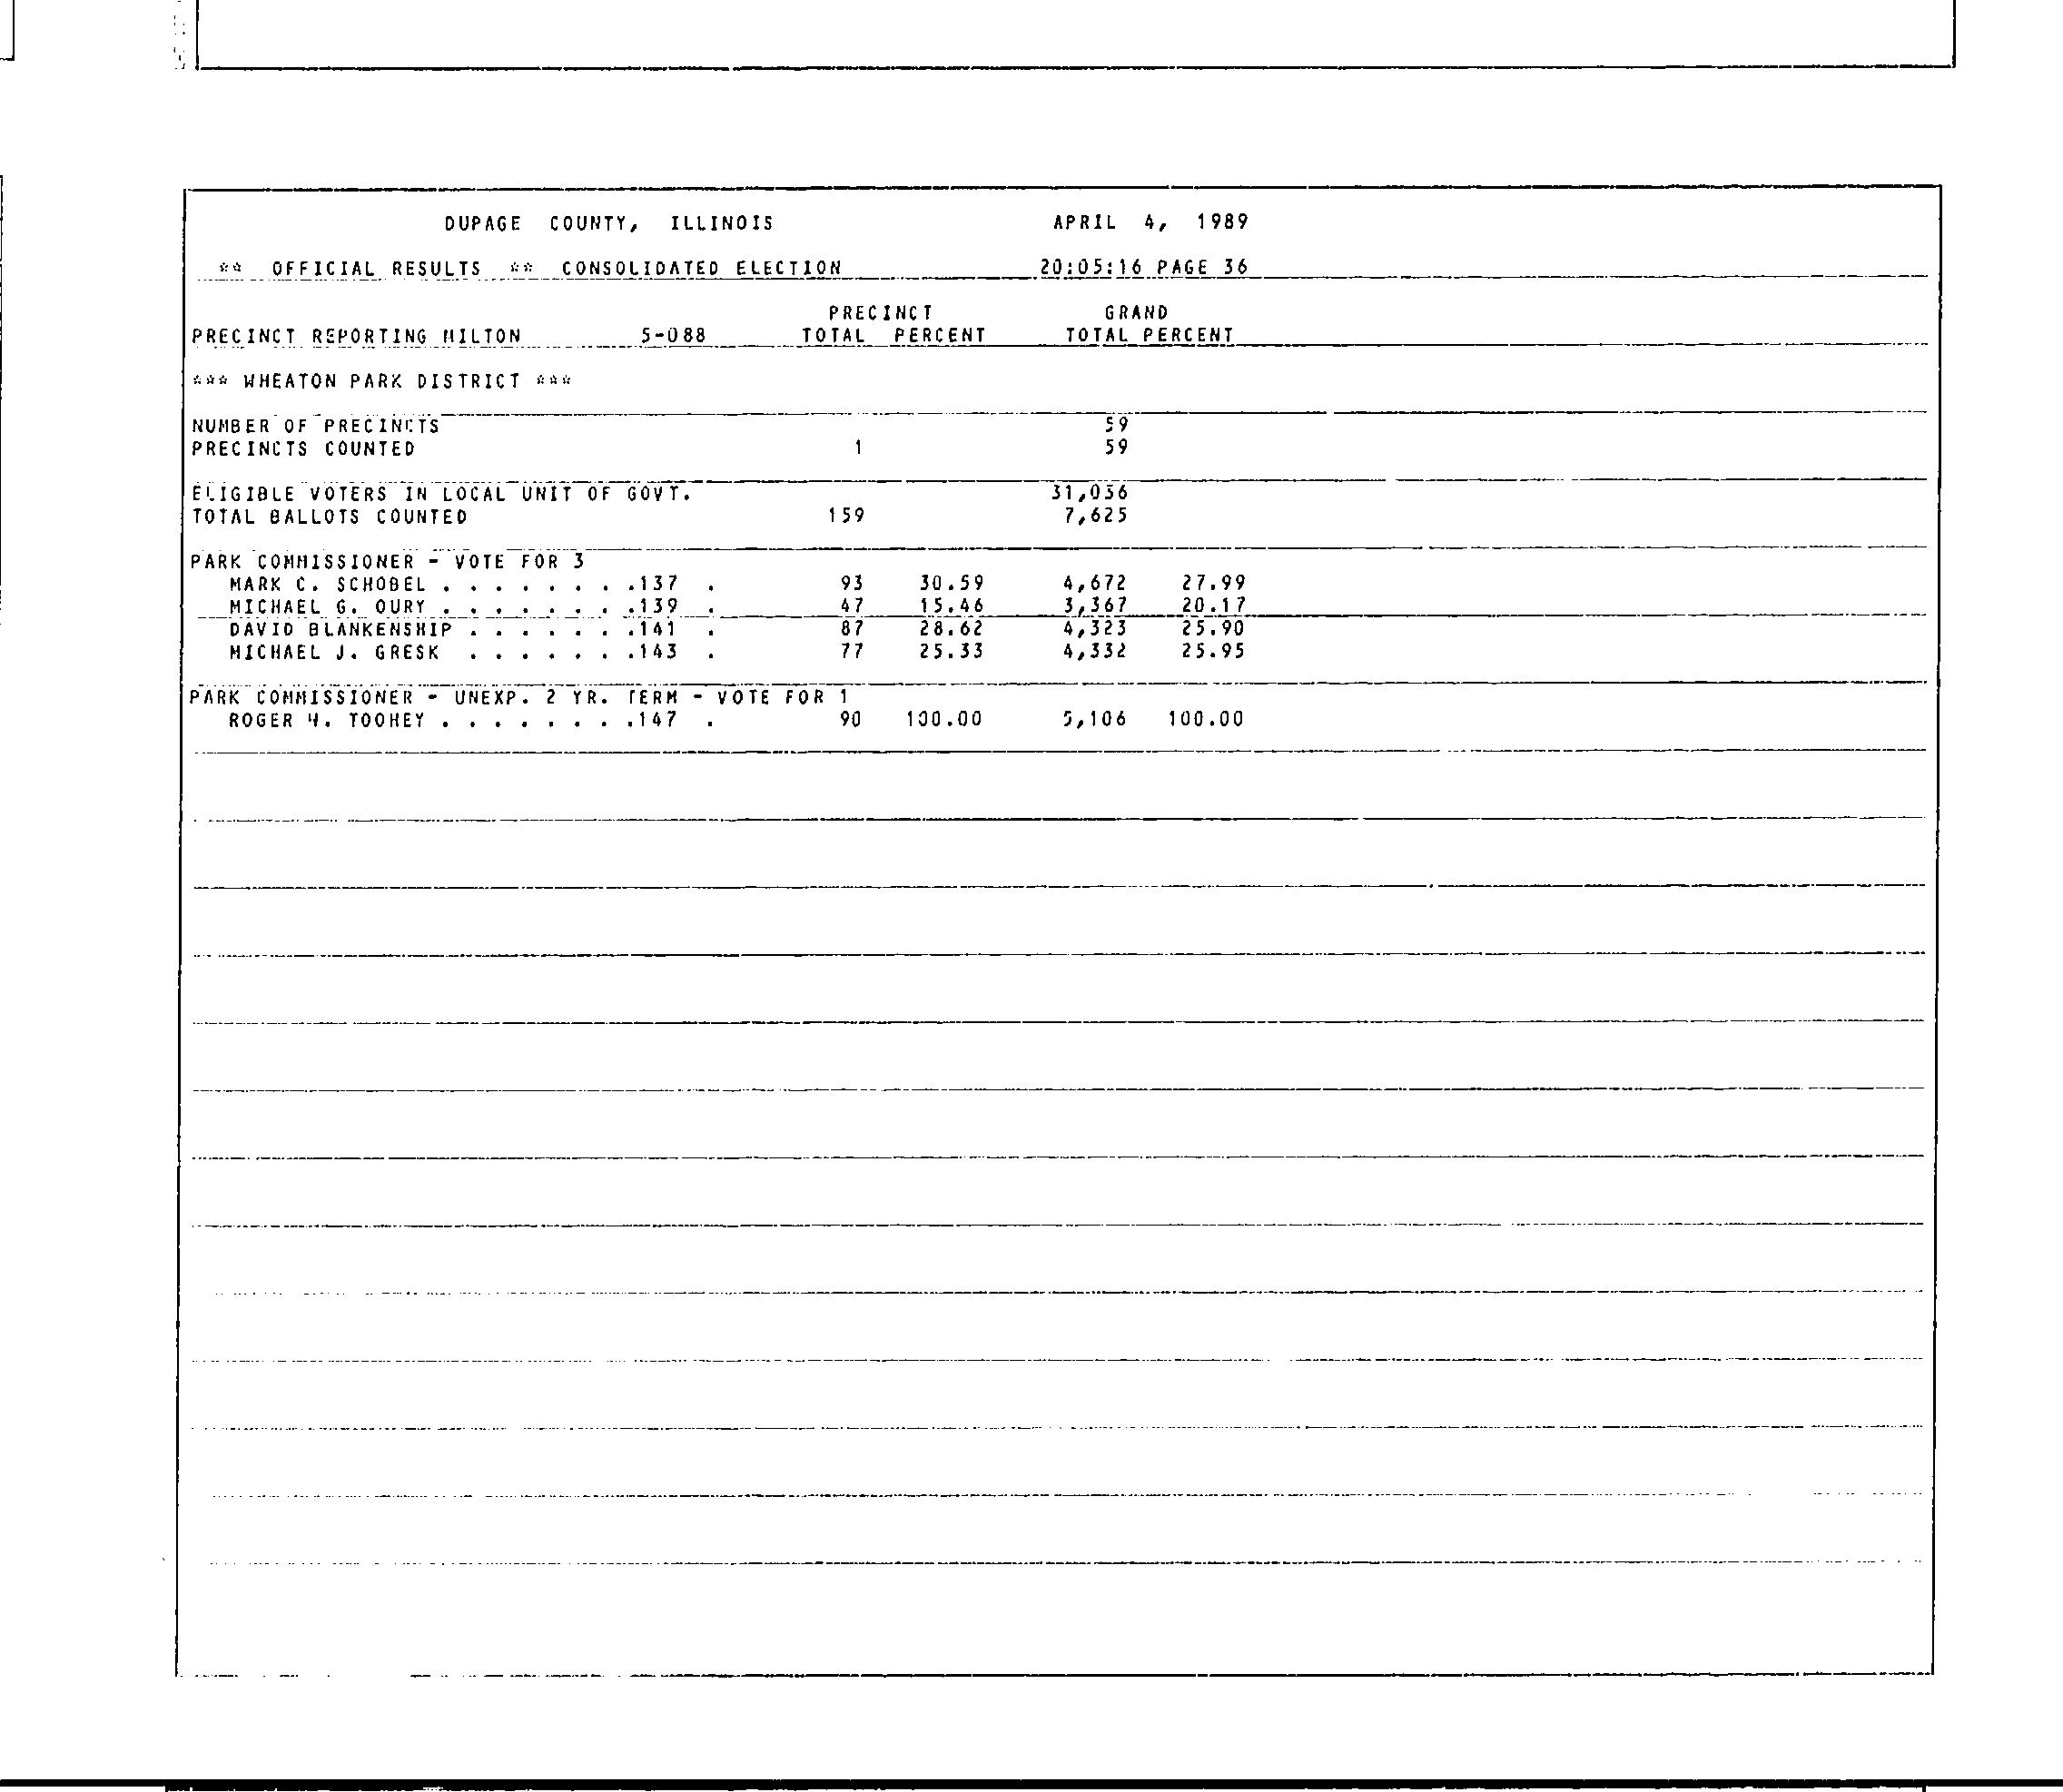 DUPAGE COUNTY, ILLINOIS APRIL 4, 1989
** OFFICIAL RESULTS ** CONSOLIDATED ELECTION 20:05:16 PAGE 36
PRECINCT GRAND
PRECINCT REPORTING MILTON 5-088 TOTAL PERCENT TOTAL PERCENT
*** WHEATON PARK DISTRICT ***
NUMBER OF PRECINCTS 59
PRECINCTS COUNTED 1 59
ELIGIBLE VOTERS IN LOCAL UNIT OF GOVT. 31,056
TOTAL BALLOTS COUNTED 159 7,625
PARK COMMISSIONER - VOTE FOR 3
MARK C. SCHOBEL . . . . . . . .137 . 93 30.59 4,672 27.99
MICHAEL G. OURY . . . . . . . .139 . 47 15.46 3,367 20.17
DAVID BLANKENSHIP . . . . . . .141 . 87 28.62 4,323 25.90
MICHAEL J. GRESK . . . . . . .143 . 77 25.33 4,332 25.95
PARK COMMISSIONER - UNEXP. 2 YR. TERM - VOTE FOR 1
ROGER W. TOOHEY . . . . . . . .147 . 90 100.00 5,106 100.00